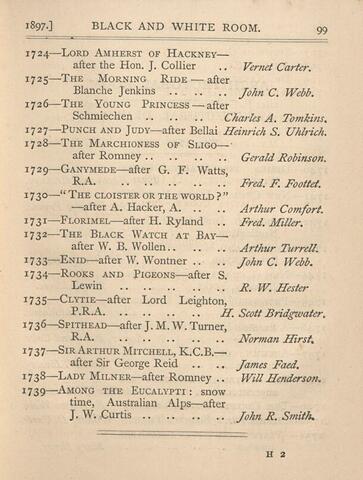 1897.] BLACK AND WHITE ROOM. 99
1724—LORD AMHERST OF HACKNEY—
after the Hon. J. Collier .. Vernet Carter.
1725—THE MORNING RIDE—after
Blanche Jenkins .. .. .. John C. Webb.
1726—THE YOUNG PRINCESS—after
Schmiechen .. .. .. Charles A. Tomkins.
1727—PUNCH AND JUDY—after Bellai Heinrich S. Uhlrich.
1728—THE MARCHIONESS OF SLIGO—
after Romney .. .. .. Gerald Robinson.
1729—GANYMEDE—after G. F. Watts,
R.A. .. .. .. .. Fred. F. Foottet.
1730—"THE CLOISTER OR THE WORLD?"
—after A. Hacker, A. .. .. Arthur Comfort.
1731—FLORIMEL—after H. Ryland .. Fred. Miller.
1732—THE BLACK WATCH AT BAY—
after W. B. Wollen .. .. Arthur Turrell.
1733—ENID—after W. Wontner .. John C. Webb.
1734—ROOKS AND PIGEONS—after S.
Lewin .. .. .. .. R. W. Hester
1735—CLYTIE—after Lord Leighton,
P.R.A. .. .. .. H. Scott Bridgwater.
1736—SPITHEAD—after J. M. W. Turner,
R.A. .. .. .. .. Norman Hirst.
1737—SIR ARTHUR MITCHELL, K.C.B.—
after Sir George Reid .. .. James Faed.
1738—LADY MILNER—after Romney .. Will Henderson.
1739—AMONG THE EUCALYPTI: snow
time, Australian Alps—after
J. W. Curtis .. .. .. .. John R. Smith.
H 2